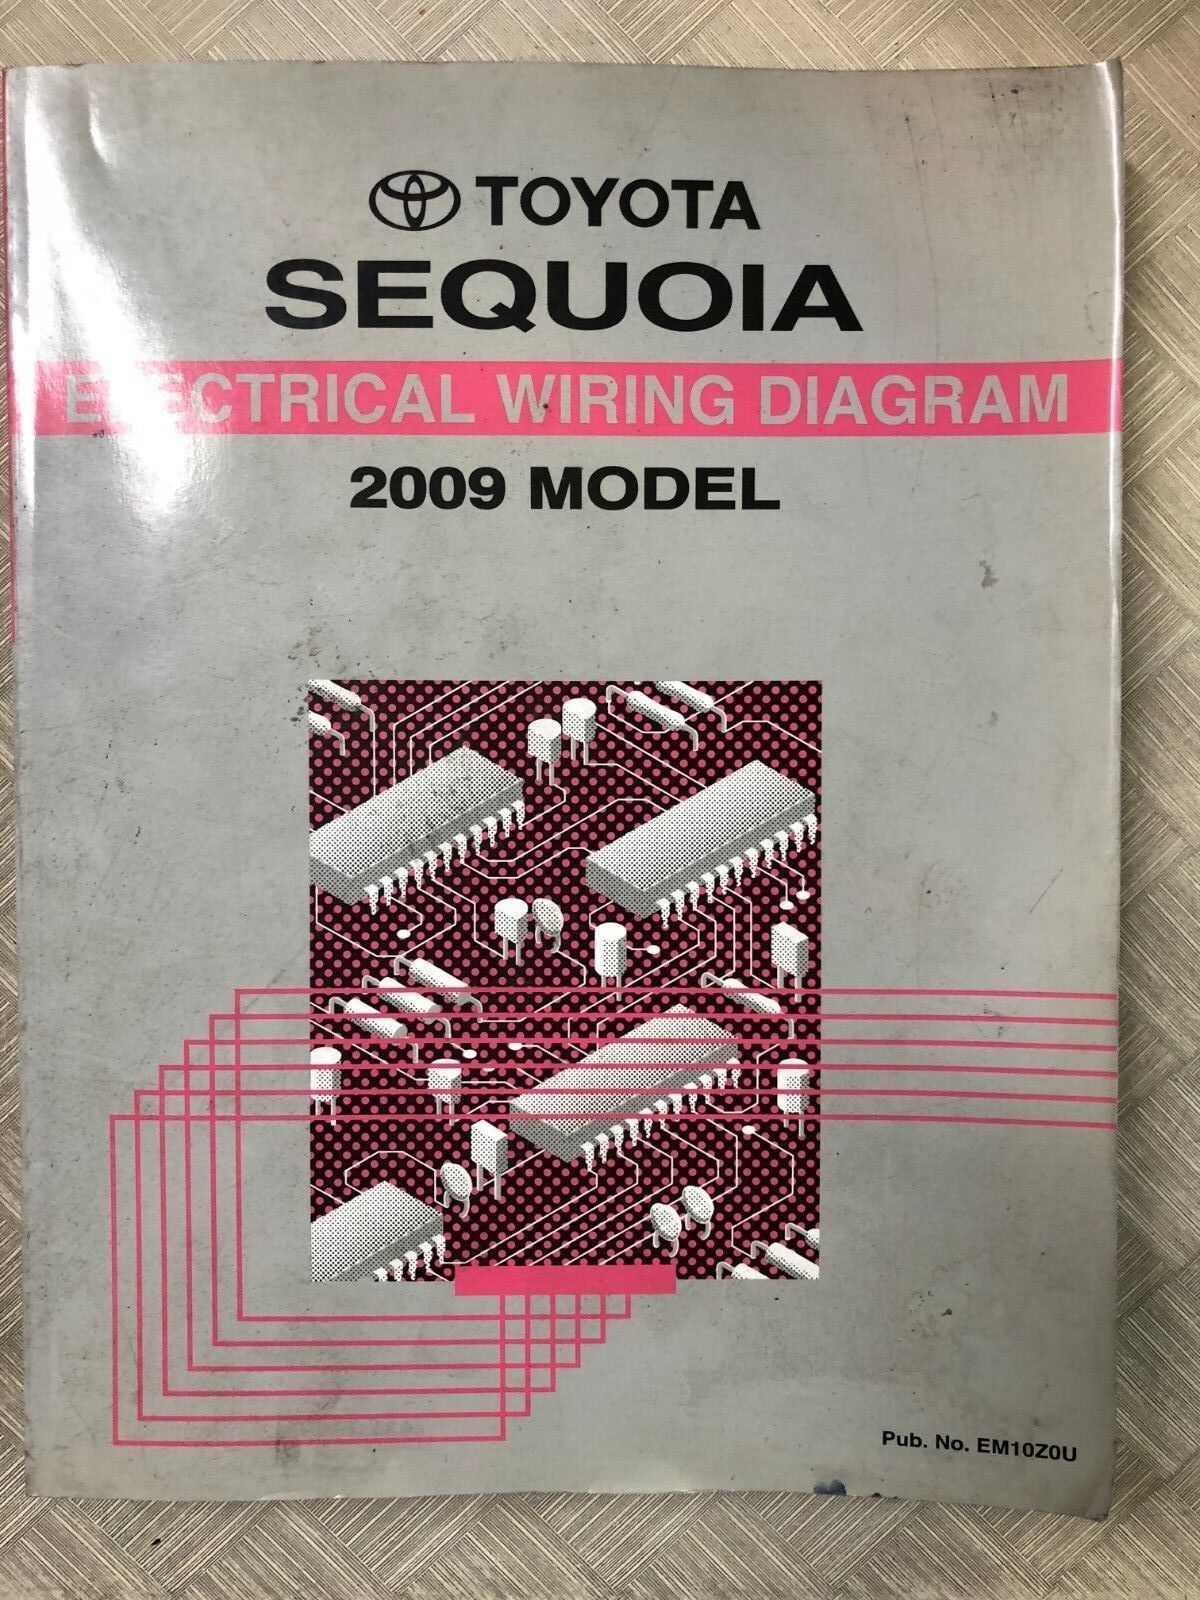 TOYOTA
SEQUOIA
ELECTRICAL WIRING DIAGRAM
2009 MODEL
Pub. No. EM10Z0U